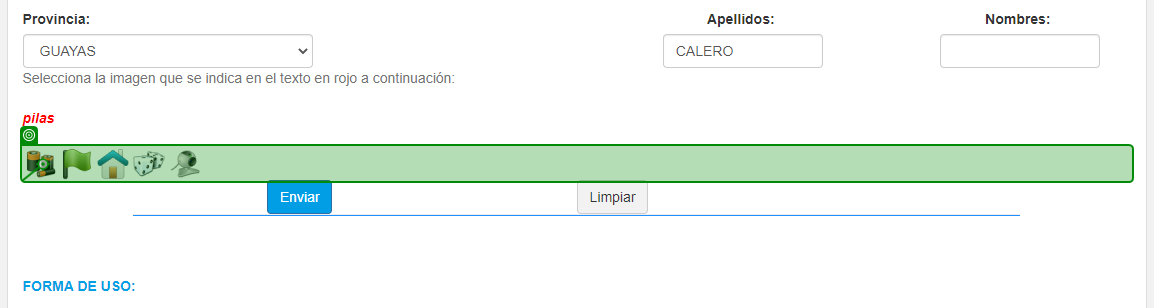 Provincia: Apellidos: Nombres:
GUAYAS CALERO
Selecciona la imagen que se indica en el texto en rojo a continuación:
pilas
Enviar Limpiar
FORMA DE USO: